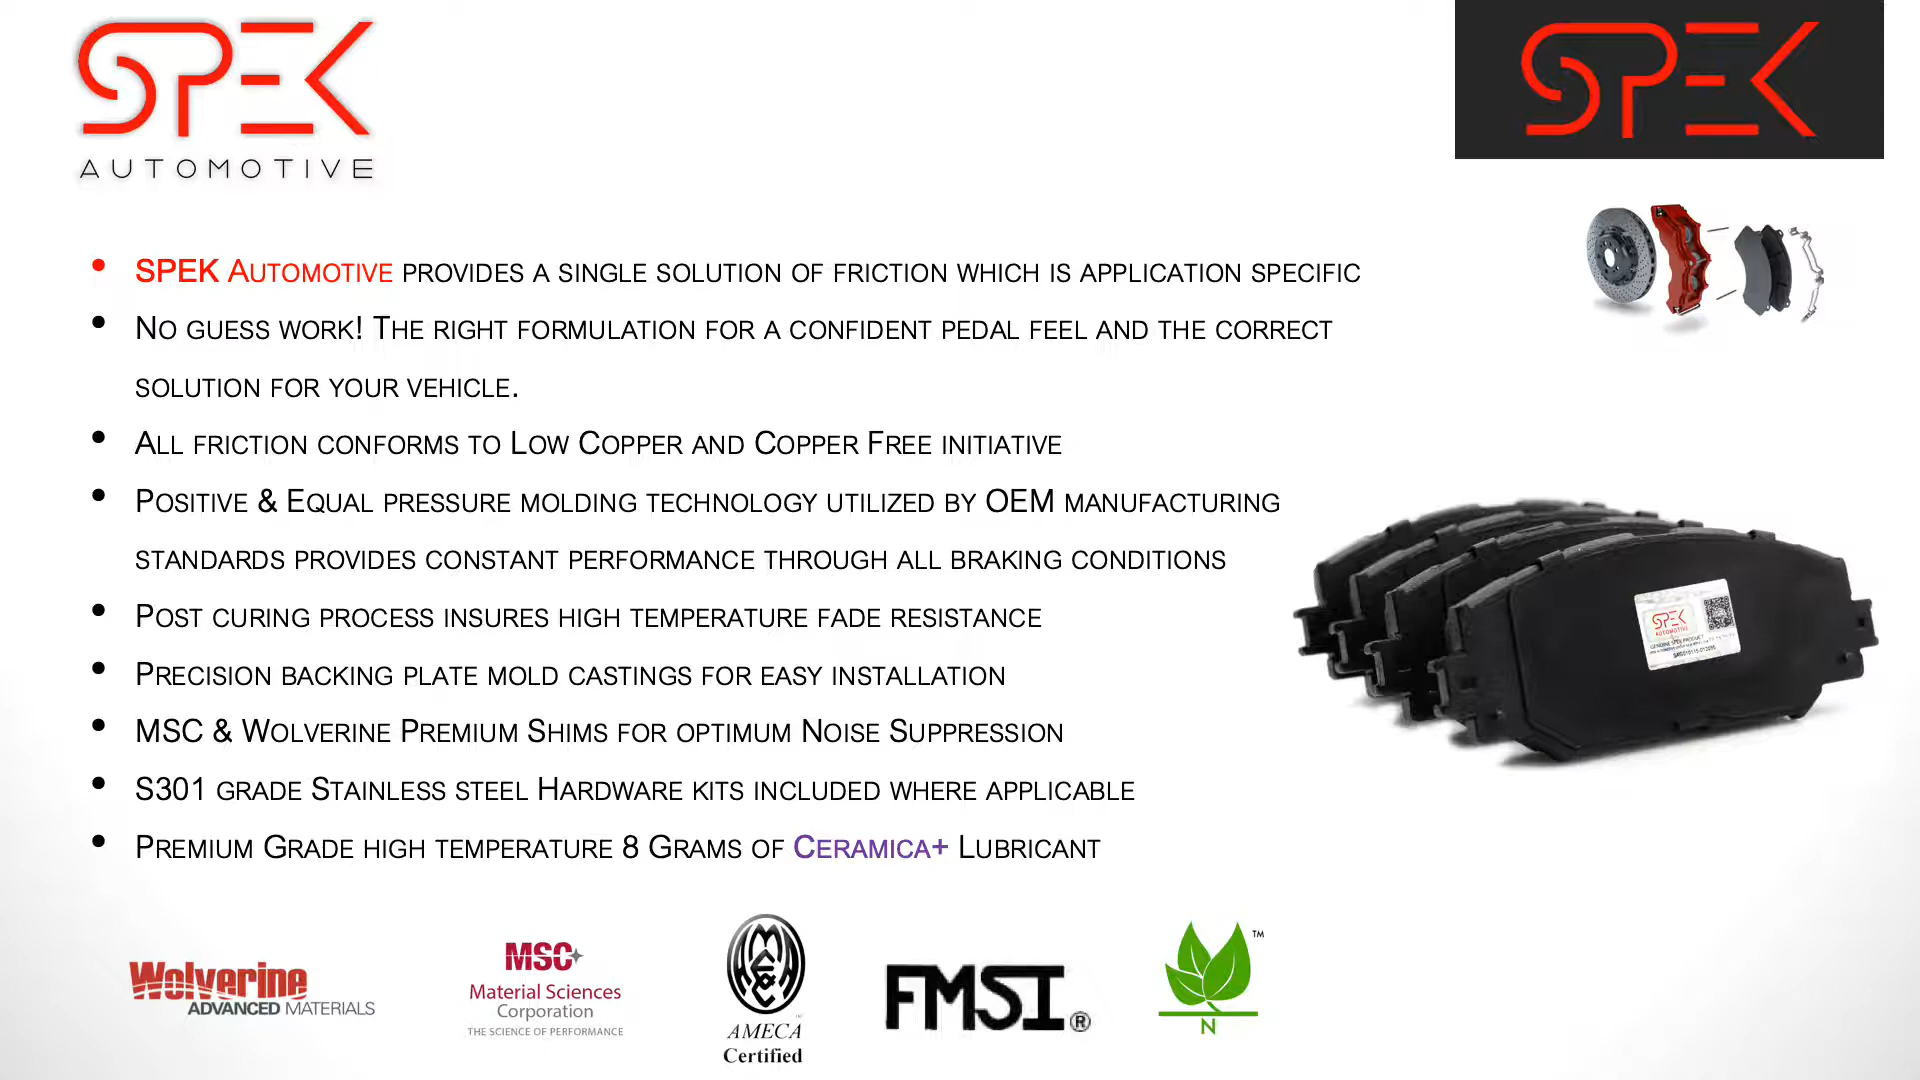 SPEK
AUTOMOTIVE
SPEK
• SPEK Automotive provides a single solution of friction which is application specific
• No guess work! The right formulation for a confident pedal feel and the correct
solution for your vehicle.
• All friction conforms to Low Copper and Copper Free initiative
• Positive & Equal pressure molding technology utilized by OEM manufacturing
standards provides constant performance through all braking conditions
• Post curing process insures high temperature fade resistance
• Precision backing plate mold castings for easy installation
• MSC & Wolverine Premium Shims for optimum Noise Suppression
• S301 grade Stainless steel Hardware kits included where applicable
• Premium Grade high temperature 8 Grams of Ceramica+ Lubricant
SPEK
AUTOMOTIVE
GENUINE SPEK PRODUCT
Wolverine
ADVANCED MATERIALS
MSC
Material Sciences
Corporation
THE SCIENCE OF PERFORMANCE
AMECA
Certified
FMSI®
N
TM